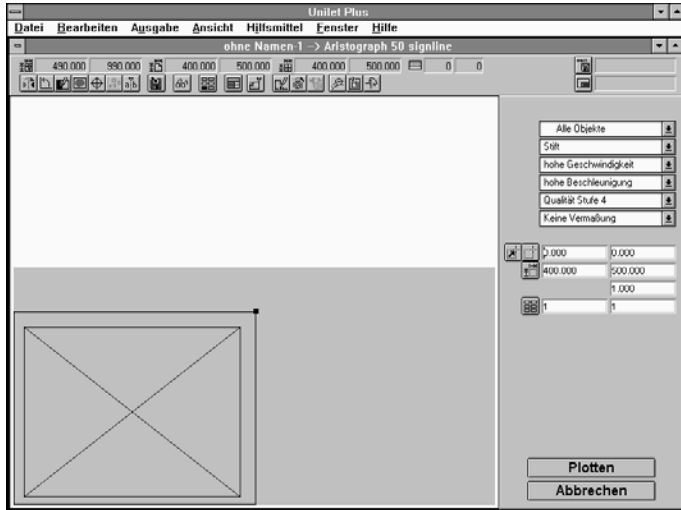 Unilet Plus
Datei Bearbeiten Ausgabe Ansicht Hilfsmittel Fenster Hilfe
ohne Namen-1 -> Aristograph 50 signline
490.000 990.000 400.000 500.000 400.000 500.000 0 0
Alle Objekte
Stift
hohe Geschwindigkeit
hohe Beschleunigung
Qualität Stufe 4
Keine Vermaßung
0.000 0.000
400.000 500.000
1.000
1 1
Plotten
Abbrechen